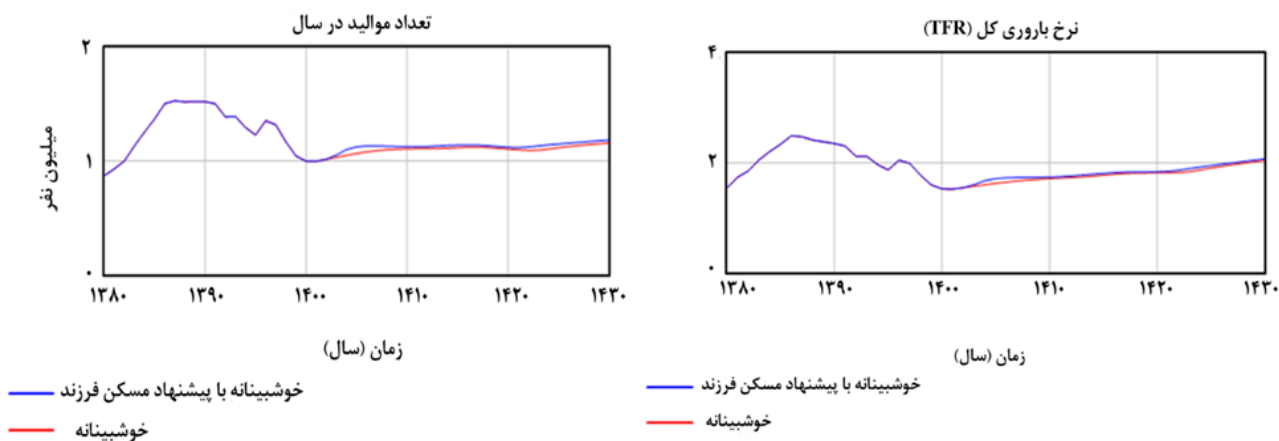 تعداد موالید در سال
۲
۱
۰
میلیون نفر
۱۳۸۰ ۱۳۹۰ ۱۴۰۰ ۱۴۱۰ ۱۴۲۰ ۱۴۳۰
زمان (سال)
خوشبینانه با پیشنهاد مسکن فرزند
خوشبینانه
نرخ باروری کل (TFR)
۴
۲
۰
۱۳۸۰ ۱۳۹۰ ۱۴۰۰ ۱۴۱۰ ۱۴۲۰ ۱۴۳۰
زمان (سال)
خوشبینانه با پیشنهاد مسکن فرزند
خوشبینانه